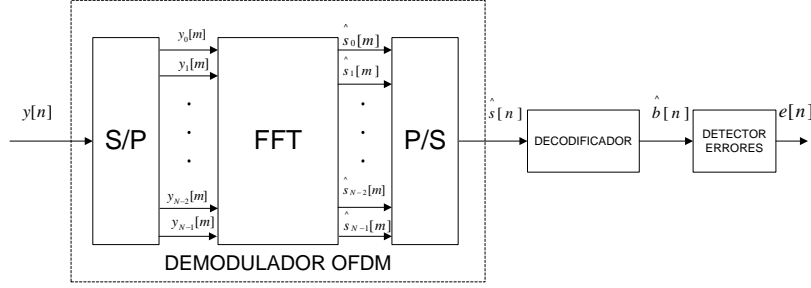 y[n]
S/P
y₀[m]
y₁[m]
y_{N-2}[m]
y_{N-1}[m]
FFT
ŝ₀[m]
ŝ₁[m]
ŝ_{N-2}[m]
ŝ_{N-1}[m]
P/S
DEMODULADOR OFDM
ŝ[n]
DECODIFICADOR
b̂[n]
DETECTOR
ERRORES
e[n]